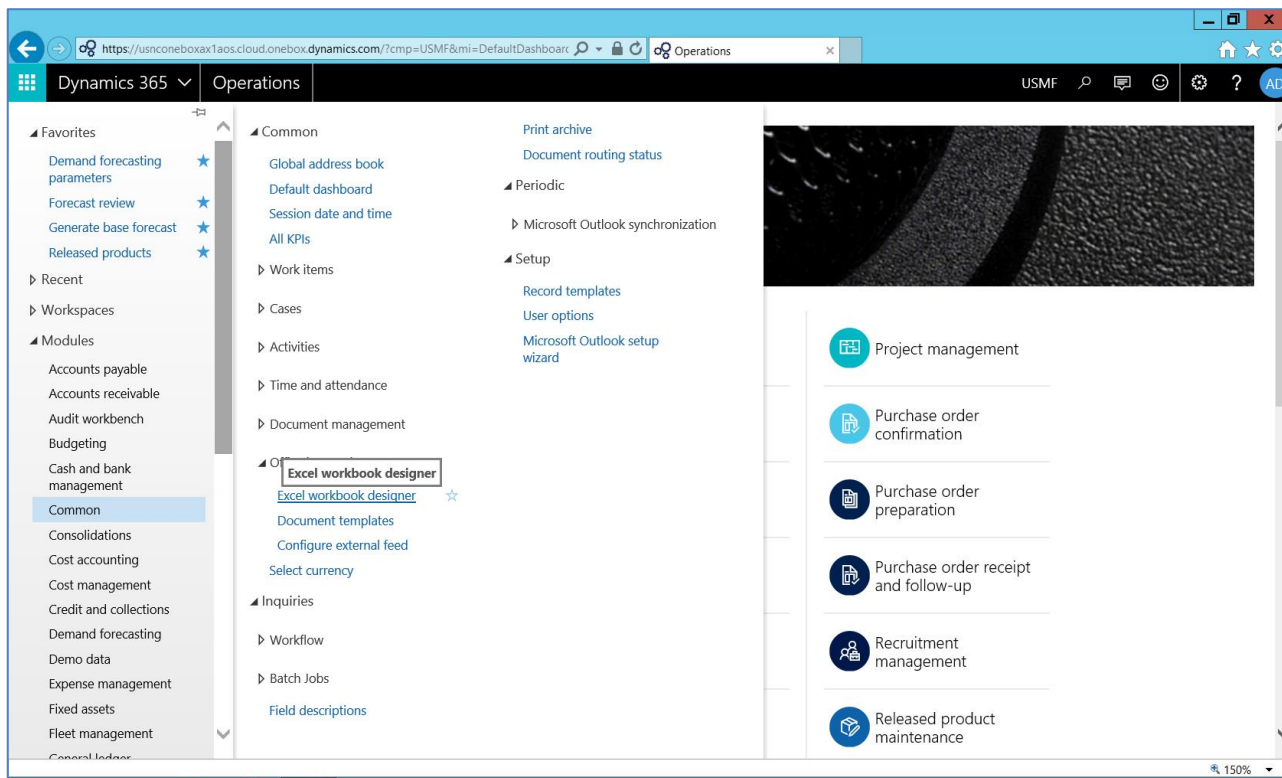 https://usnconeboxax1aos.cloud.onebox.dynamics.com/?cmp=USMF&mi=DefaultDashboarc
Operations
Dynamics 365
Operations
USMF
?
AD
Favorites
Demand forecasting
parameters
Forecast review
Generate base forecast
Released products
Recent
Workspaces
Modules
Accounts payable
Accounts receivable
Audit workbench
Budgeting
Cash and bank
management
Common
Consolidations
Cost accounting
Cost management
Credit and collections
Demand forecasting
Demo data
Expense management
Fixed assets
Fleet management
General ledger
Common
Global address book
Default dashboard
Session date and time
All KPIs
Work items
Cases
Activities
Time and attendance
Document management
Excel workbook designer
Excel workbook designer
Document templates
Configure external feed
Select currency
Inquiries
Workflow
Batch Jobs
Field descriptions
Print archive
Document routing status
Periodic
Microsoft Outlook synchronization
Setup
Record templates
User options
Microsoft Outlook setup
wizard
Project management
Purchase order
confirmation
Purchase order
preparation
Purchase order receipt
and follow-up
Recruitment
management
Released product
maintenance
150%